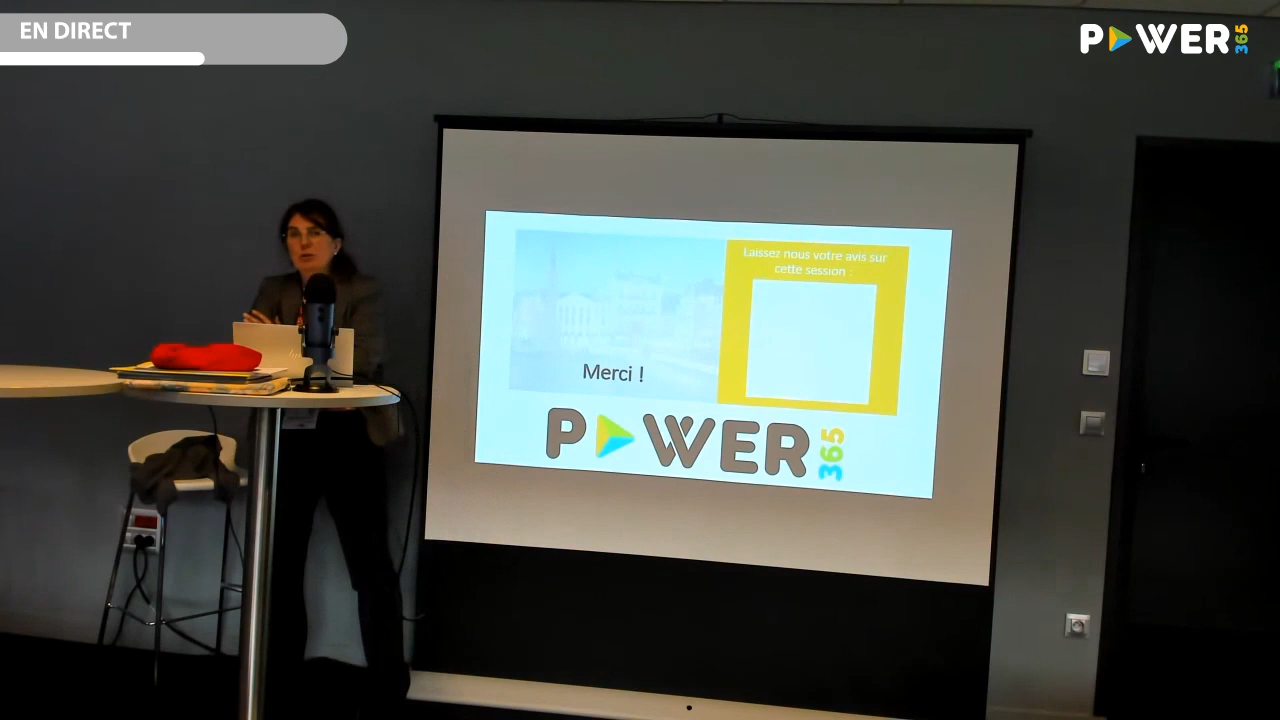 EN DIRECT
POWER 365
Laissez nous votre avis sur
cette session :
Merci !
POWER 365